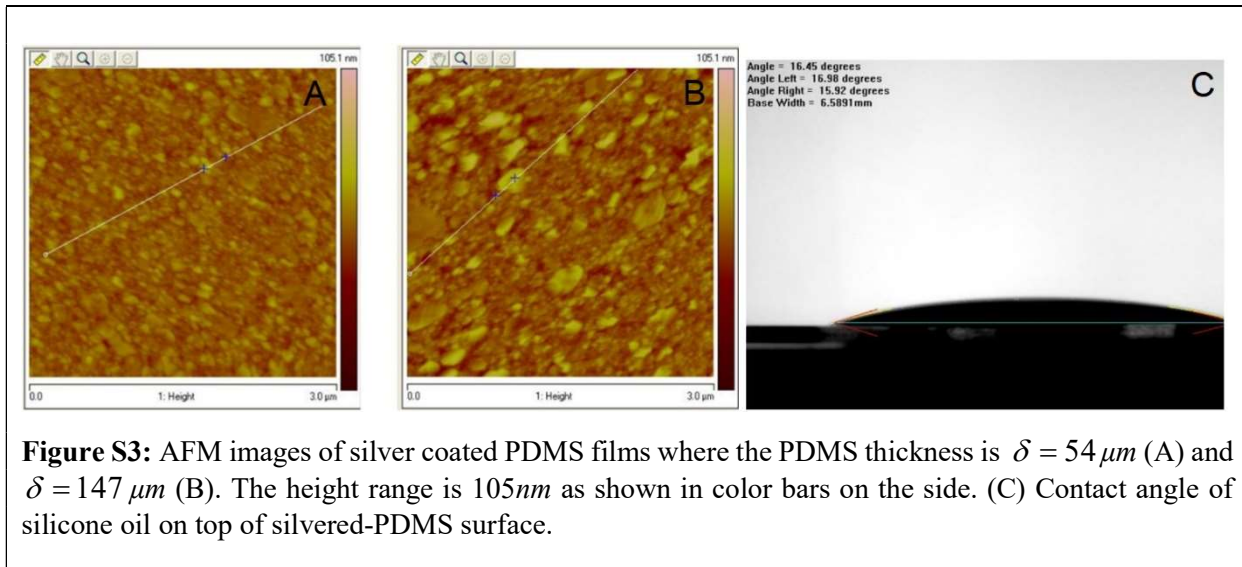 105.1 nm
A
0.0 1: Height 3.0 µm
105.1 nm
B
0.0 1: Height 3.0 µm
Angle = 16.45 degrees
Angle Left = 16.98 degrees
Angle Right = 15.92 degrees
Base Width = 6.5891mm
C
Figure S3: AFM images of silver coated PDMS films where the PDMS thickness is δ = 54 µm (A) and
δ = 147 µm (B). The height range is 105nm as shown in color bars on the side. (C) Contact angle of
silicone oil on top of silvered-PDMS surface.